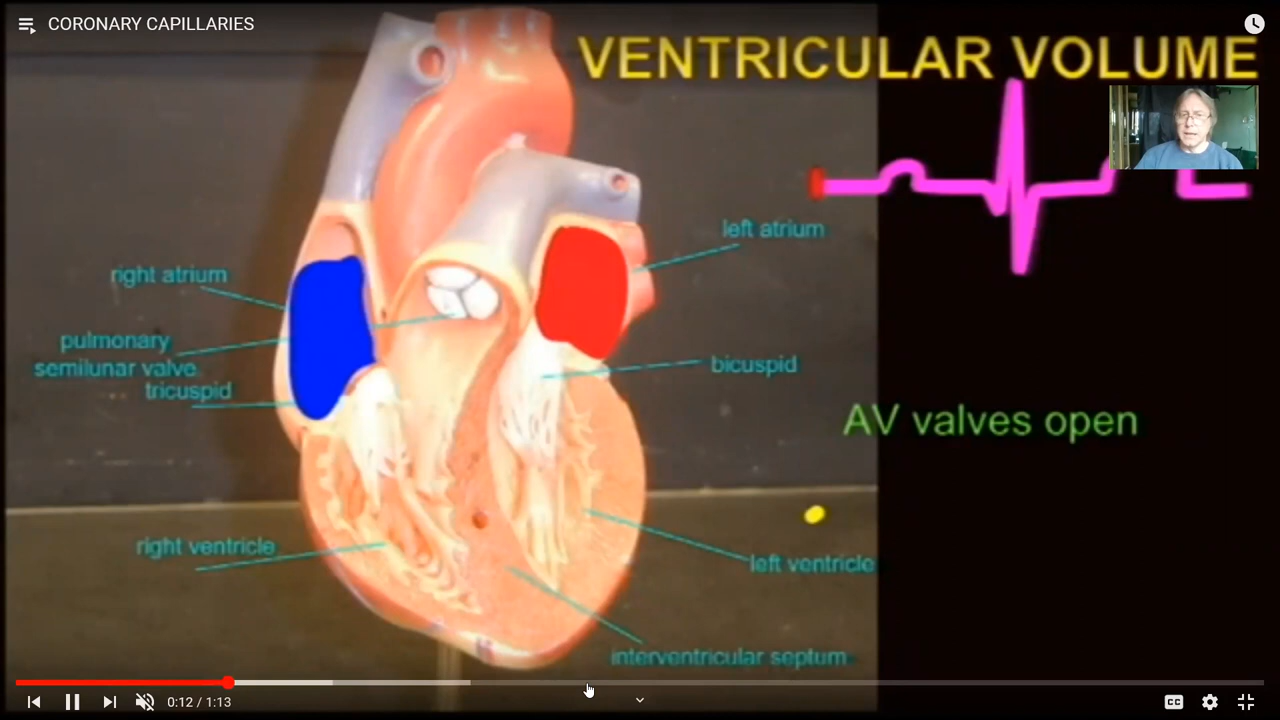 CORONARY CAPILLARIES
VENTRICULAR VOLUME
left atrium
right atrium
pulmonary
semilunar valve
tricuspid
bicuspid
AV valves open
right ventricle
left ventricle
interventricular septum
0:12 / 1:13
CC